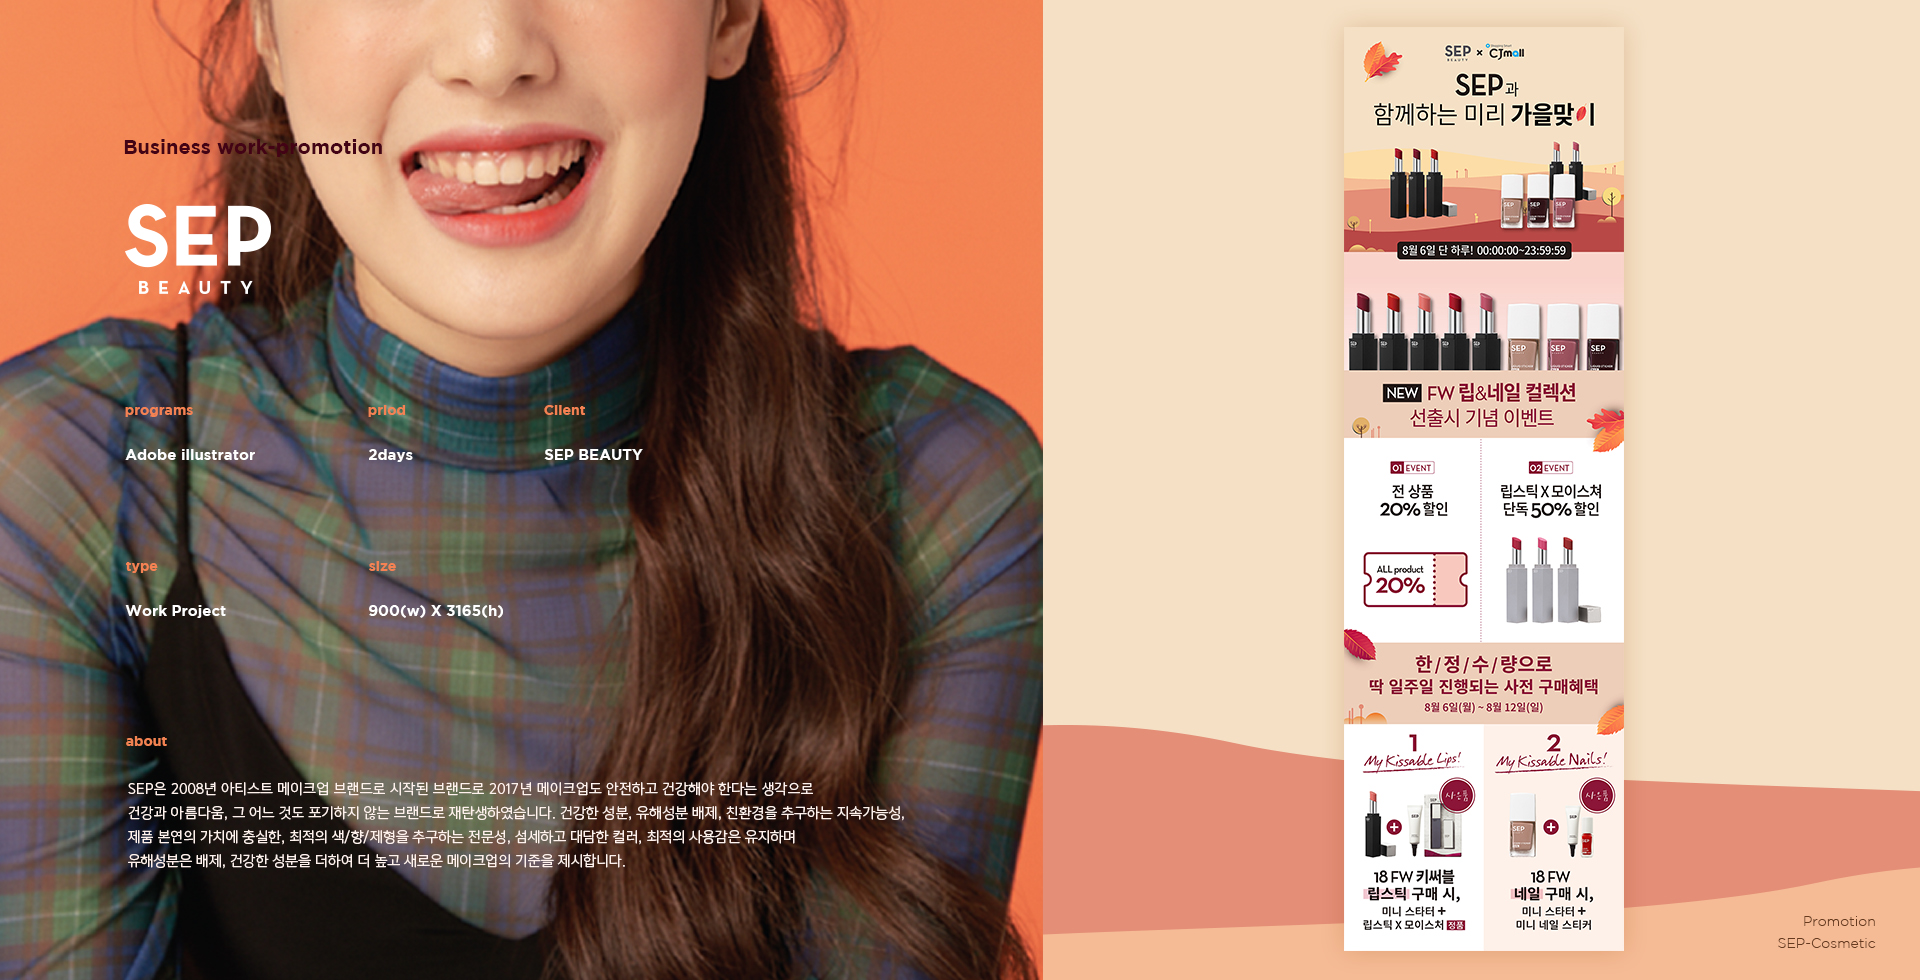 Business work-promotion
SEP
BEAUTY
programs
priod
Client
Adobe illustrator
2days
SEP BEAUTY
type
size
Work Project
900(w) X 3165(h)
about
SEP은 2008년 아티스트 메이크업 브랜드로 시작된 브랜드로 2017년 메이크업도 안전하고 건강해야 한다는 생각으로
건강과 아름다움, 그 어느 것도 포기하지 않는 브랜드로 재탄생하였습니다. 건강한 성분, 유해성분 배제, 친환경을 추구하는 지속가능성,
제품 본연의 가치에 충실한, 최적의 색/향/제형을 추구하는 전문성, 섬세하고 대담한 컬러, 최적의 사용감은 유지하며
유해성분은 배제, 건강한 성분을 더하여 더 높고 새로운 메이크업의 기준을 제시합니다.
SEP BEAUTY × CJmall
SEP과
함께하는 미리 가을맞이
SEP SEP SEP
8월 6일 단 하루! 00:00:00~23:59:59
SEP SEP SEP
NEW FW 립&네일 컬렉션
선출시 기념 이벤트
01 EVENT
전 상품
20% 할인
ALL product
20%
02 EVENT
립스틱 X 모이스쳐
단독 50% 할인
한/정/수/량으로
딱 일주일 진행되는 사전 구매혜택
8월 6일(월) ~ 8월 12일(일)
1
My Kissable Lips!
사은품
+
18 FW 키써블
립스틱 구매 시,
미니 스타터 +
립스틱 X 모이스쳐 정품
2
My Kissable Nails!
사은품
SEP
+
18 FW
네일 구매 시,
미니 스타터 +
미니 네일 스티커
Promotion
SEP-Cosmetic